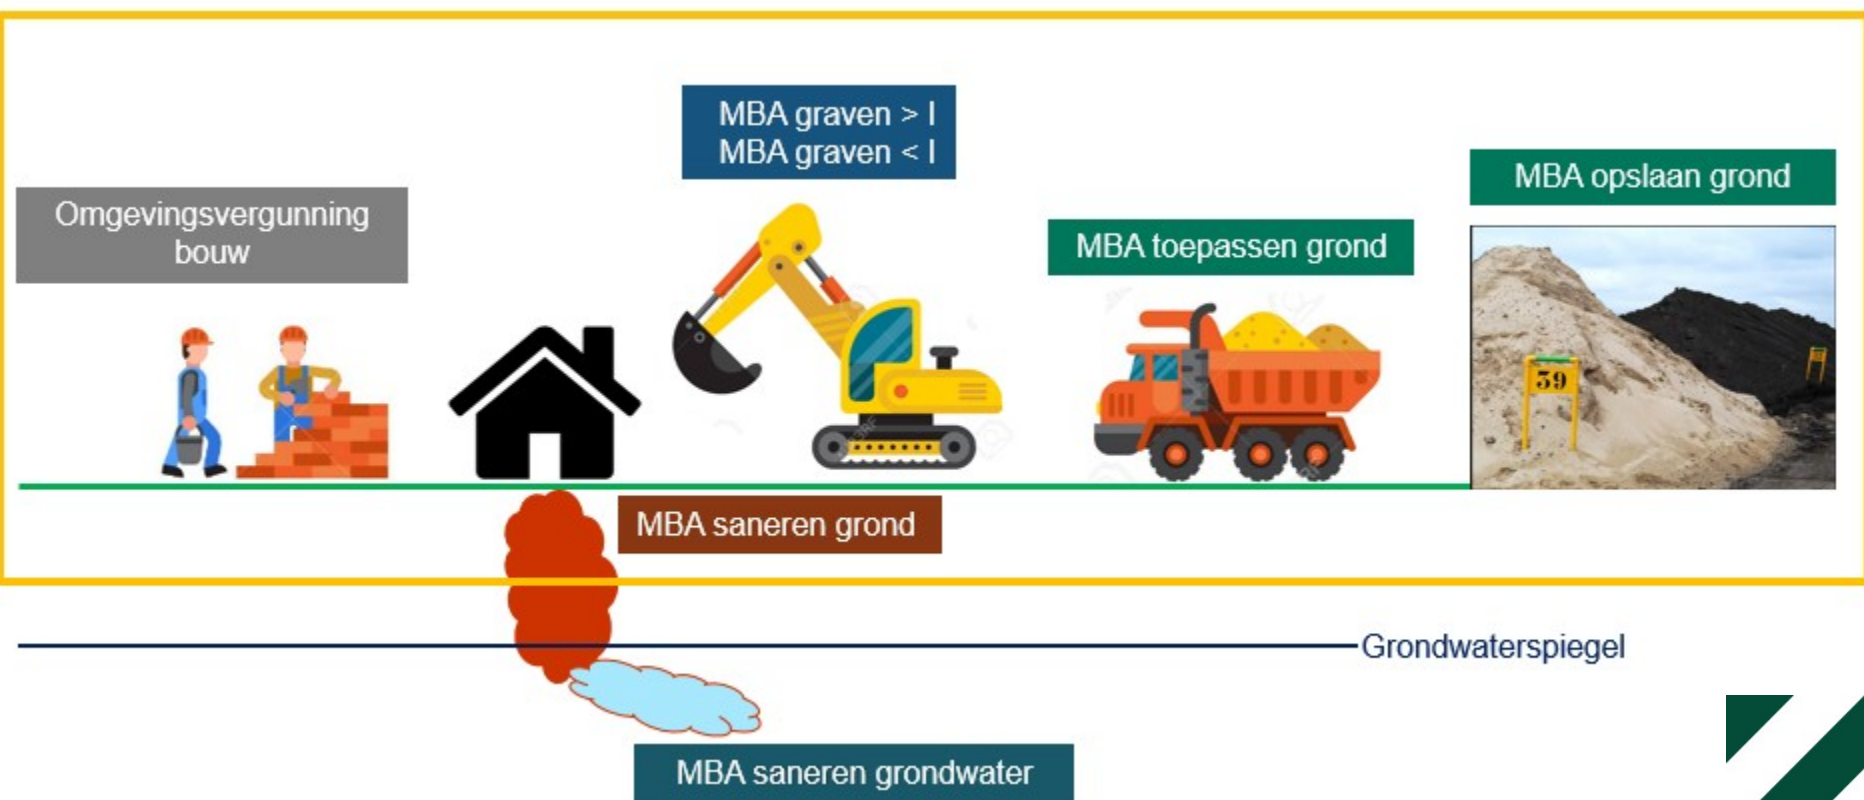 MBA graven > I
MBA graven < I
MBA opslaan grond
Omgevingsvergunning
bouw
MBA toepassen grond
39
MBA saneren grond
Grondwaterspiegel
MBA saneren grondwater